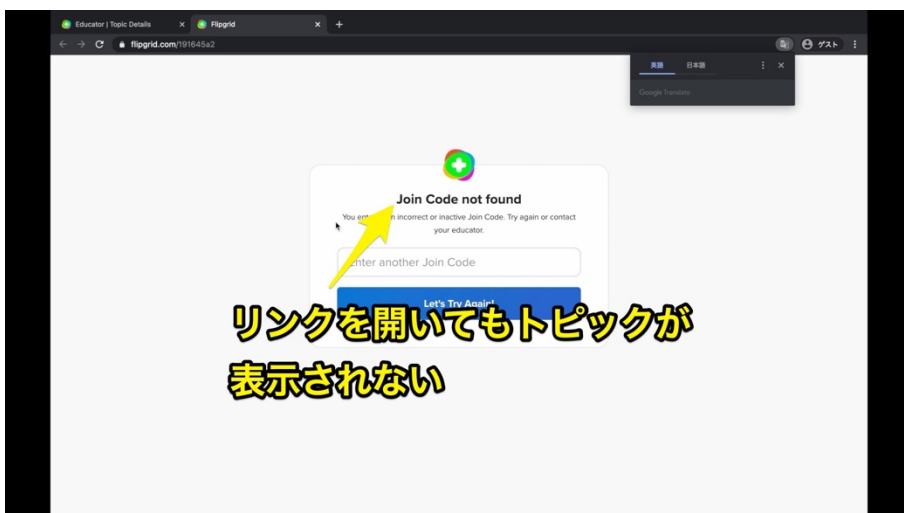 Educator | Topic Details
Flipgrid
flipgrid.com/191645a2
ゲスト
英語 日本語
Google Translate
Join Code not found
You incorrect or inactive Join Code. Try again or contact
your educator.
Enter another Join Code
Let's Try Again!
リンクを開いてもトピックが
表示されない